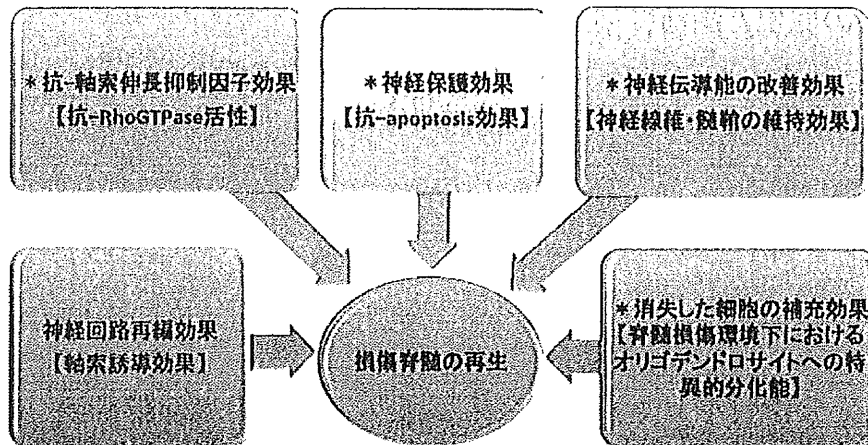 ＊抗-軸索伸長抑制因子効果
【抗-RhoGTPase活性】
＊神経保護効果
【抗-apoptosis効果】
＊神経伝導能の改善効果
【神経線維・髄鞘の維持効果】
神経回路再編効果
【軸索誘導効果】
損傷脊髄の再生
＊消失した細胞の補充効果
【脊髄損傷環境下における
オリゴデンドロサイトへの特
異的分化能】